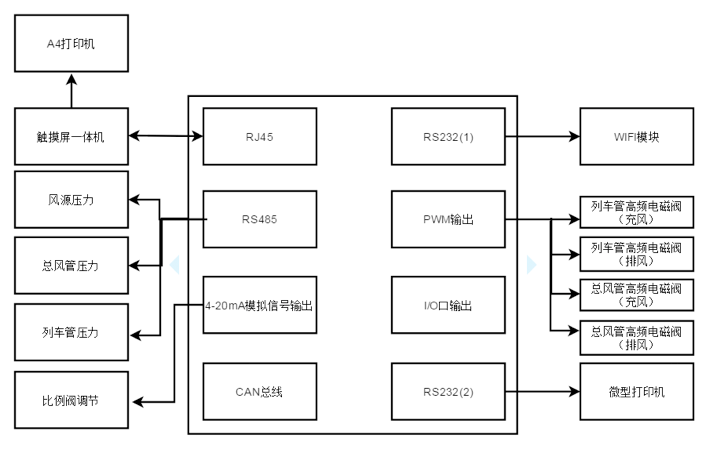 A4打印机
触摸屏一体机
风源压力
总风管压力
列车管压力
比例阀调节
RJ45
RS485
4-20mA模拟信号输出
CAN总线
RS232(1)
PWM输出
I/O口输出
RS232(2)
WIFI模块
列车管高频电磁阀
（充风）
列车管高频电磁阀
（排风）
总风管高频电磁阀
（充风）
总风管高频电磁阀
（排风）
微型打印机